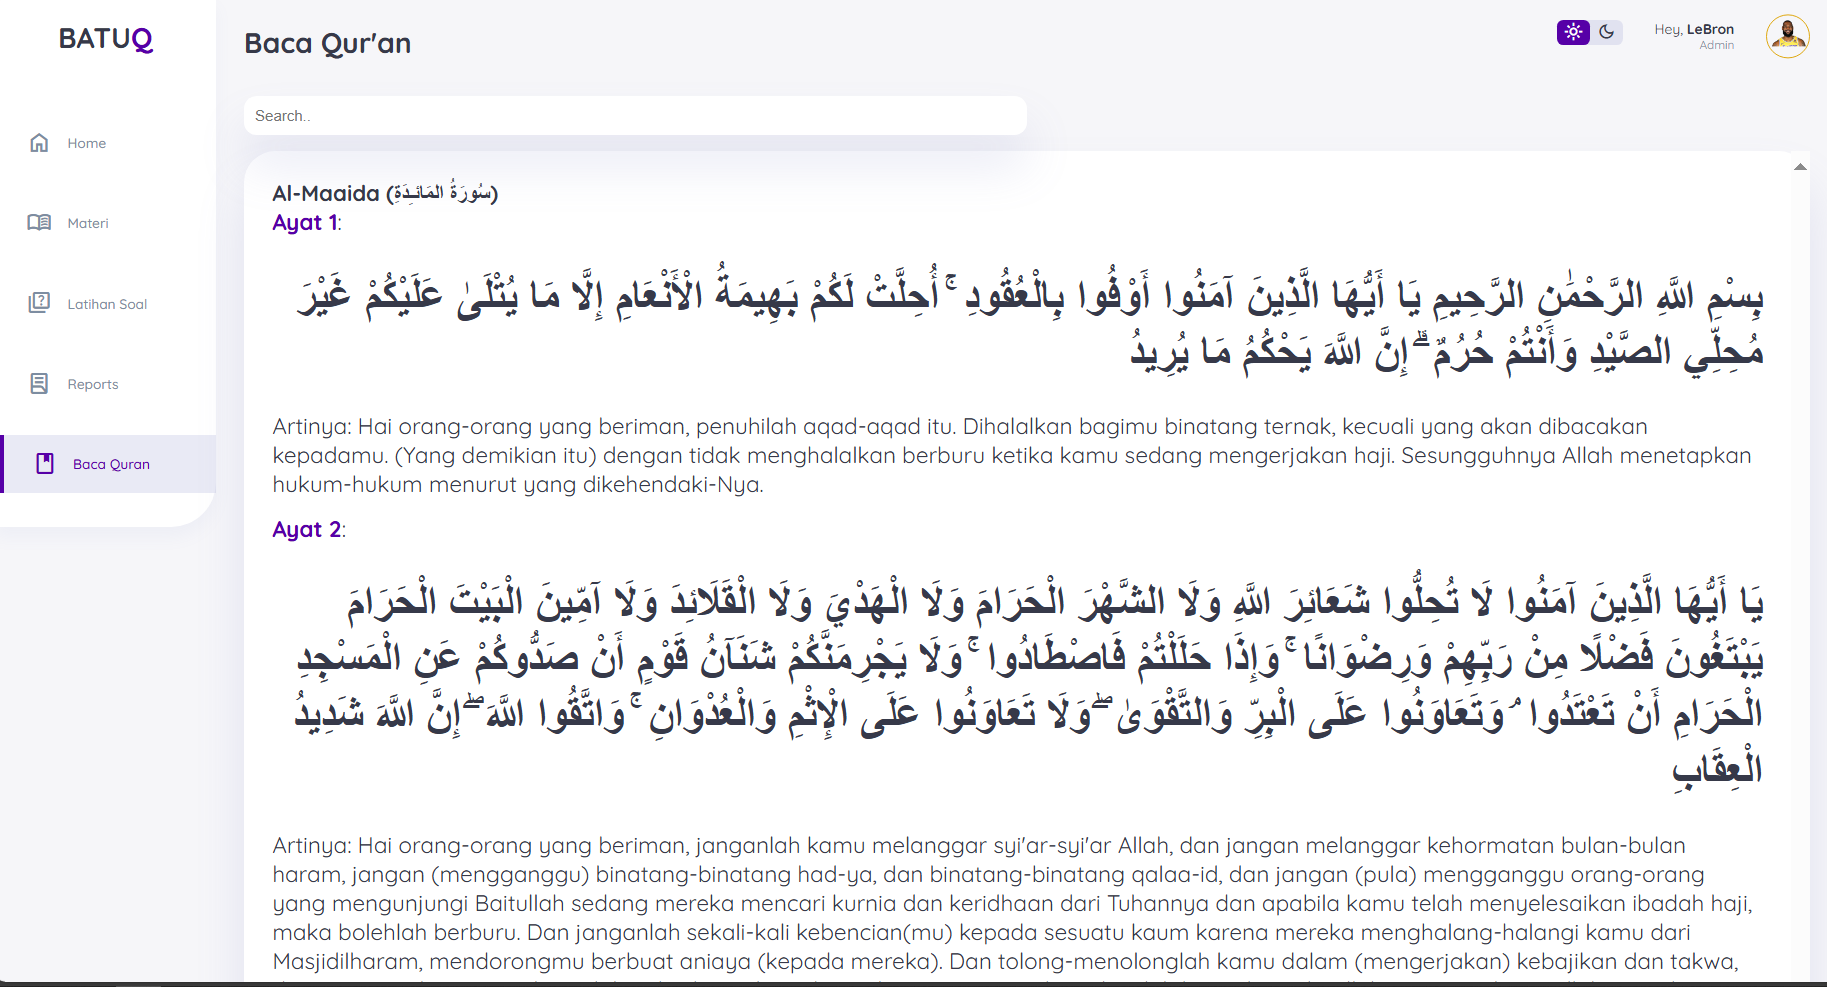 BATUQ
Home
Materi
Latihan Soal
Reports
Baca Quran
Baca Qur'an
Hey, LeBron
Admin
Search..
Al-Maaida (سُورَةُ المَائـِدَةِ)
Ayat 1:
بِسْمِ اللَّهِ الرَّحْمَٰنِ الرَّحِيمِ يَا أَيُّهَا الَّذِينَ آمَنُوا أَوْفُوا بِالْعُقُودِ ۚ أُحِلَّتْ لَكُمْ بَهِيمَةُ الْأَنْعَامِ إِلَّا مَا يُتْلَىٰ عَلَيْكُمْ غَيْرَ
مُحِلِّي الصَّيْدِ وَأَنْتُمْ حُرُمٌ ۗ إِنَّ اللَّهَ يَحْكُمُ مَا يُرِيدُ
Artinya: Hai orang-orang yang beriman, penuhilah aqad-aqad itu. Dihalalkan bagimu binatang ternak, kecuali yang akan dibacakan
kepadamu. (Yang demikian itu) dengan tidak menghalalkan berburu ketika kamu sedang mengerjakan haji. Sesungguhnya Allah menetapkan
hukum-hukum menurut yang dikehendaki-Nya.
Ayat 2:
يَا أَيُّهَا الَّذِينَ آمَنُوا لَا تُحِلُّوا شَعَائِرَ اللَّهِ وَلَا الشَّهْرَ الْحَرَامَ وَلَا الْهَدْيَ وَلَا الْقَلَائِدَ وَلَا آمِّينَ الْبَيْتَ الْحَرَامَ
يَبْتَغُونَ فَضْلًا مِنْ رَبِّهِمْ وَرِضْوَانًا ۚ وَإِذَا حَلَلْتُمْ فَاصْطَادُوا ۚ وَلَا يَجْرِمَنَّكُمْ شَنَآنُ قَوْمٍ أَنْ صَدُّوكُمْ عَنِ الْمَسْجِدِ
الْحَرَامِ أَنْ تَعْتَدُوا ۘ وَتَعَاوَنُوا عَلَى الْبِرِّ وَالتَّقْوَىٰ ۖ وَلَا تَعَاوَنُوا عَلَى الْإِثْمِ وَالْعُدْوَانِ ۚ وَاتَّقُوا اللَّهَ ۖ إِنَّ اللَّهَ شَدِيدُ
الْعِقَابِ
Artinya: Hai orang-orang yang beriman, janganlah kamu melanggar syi'ar-syi'ar Allah, dan jangan melanggar kehormatan bulan-bulan
haram, jangan (mengganggu) binatang-binatang had-ya, dan binatang-binatang qalaa-id, dan jangan (pula) mengganggu orang-orang
yang mengunjungi Baitullah sedang mereka mencari kurnia dan keridhaan dari Tuhannya dan apabila kamu telah menyelesaikan ibadah haji,
maka bolehlah berburu. Dan janganlah sekali-kali kebencian(mu) kepada sesuatu kaum karena mereka menghalang-halangi kamu dari
Masjidilharam, mendorongmu berbuat aniaya (kepada mereka). Dan tolong-menolonglah kamu dalam (mengerjakan) kebajikan dan takwa,